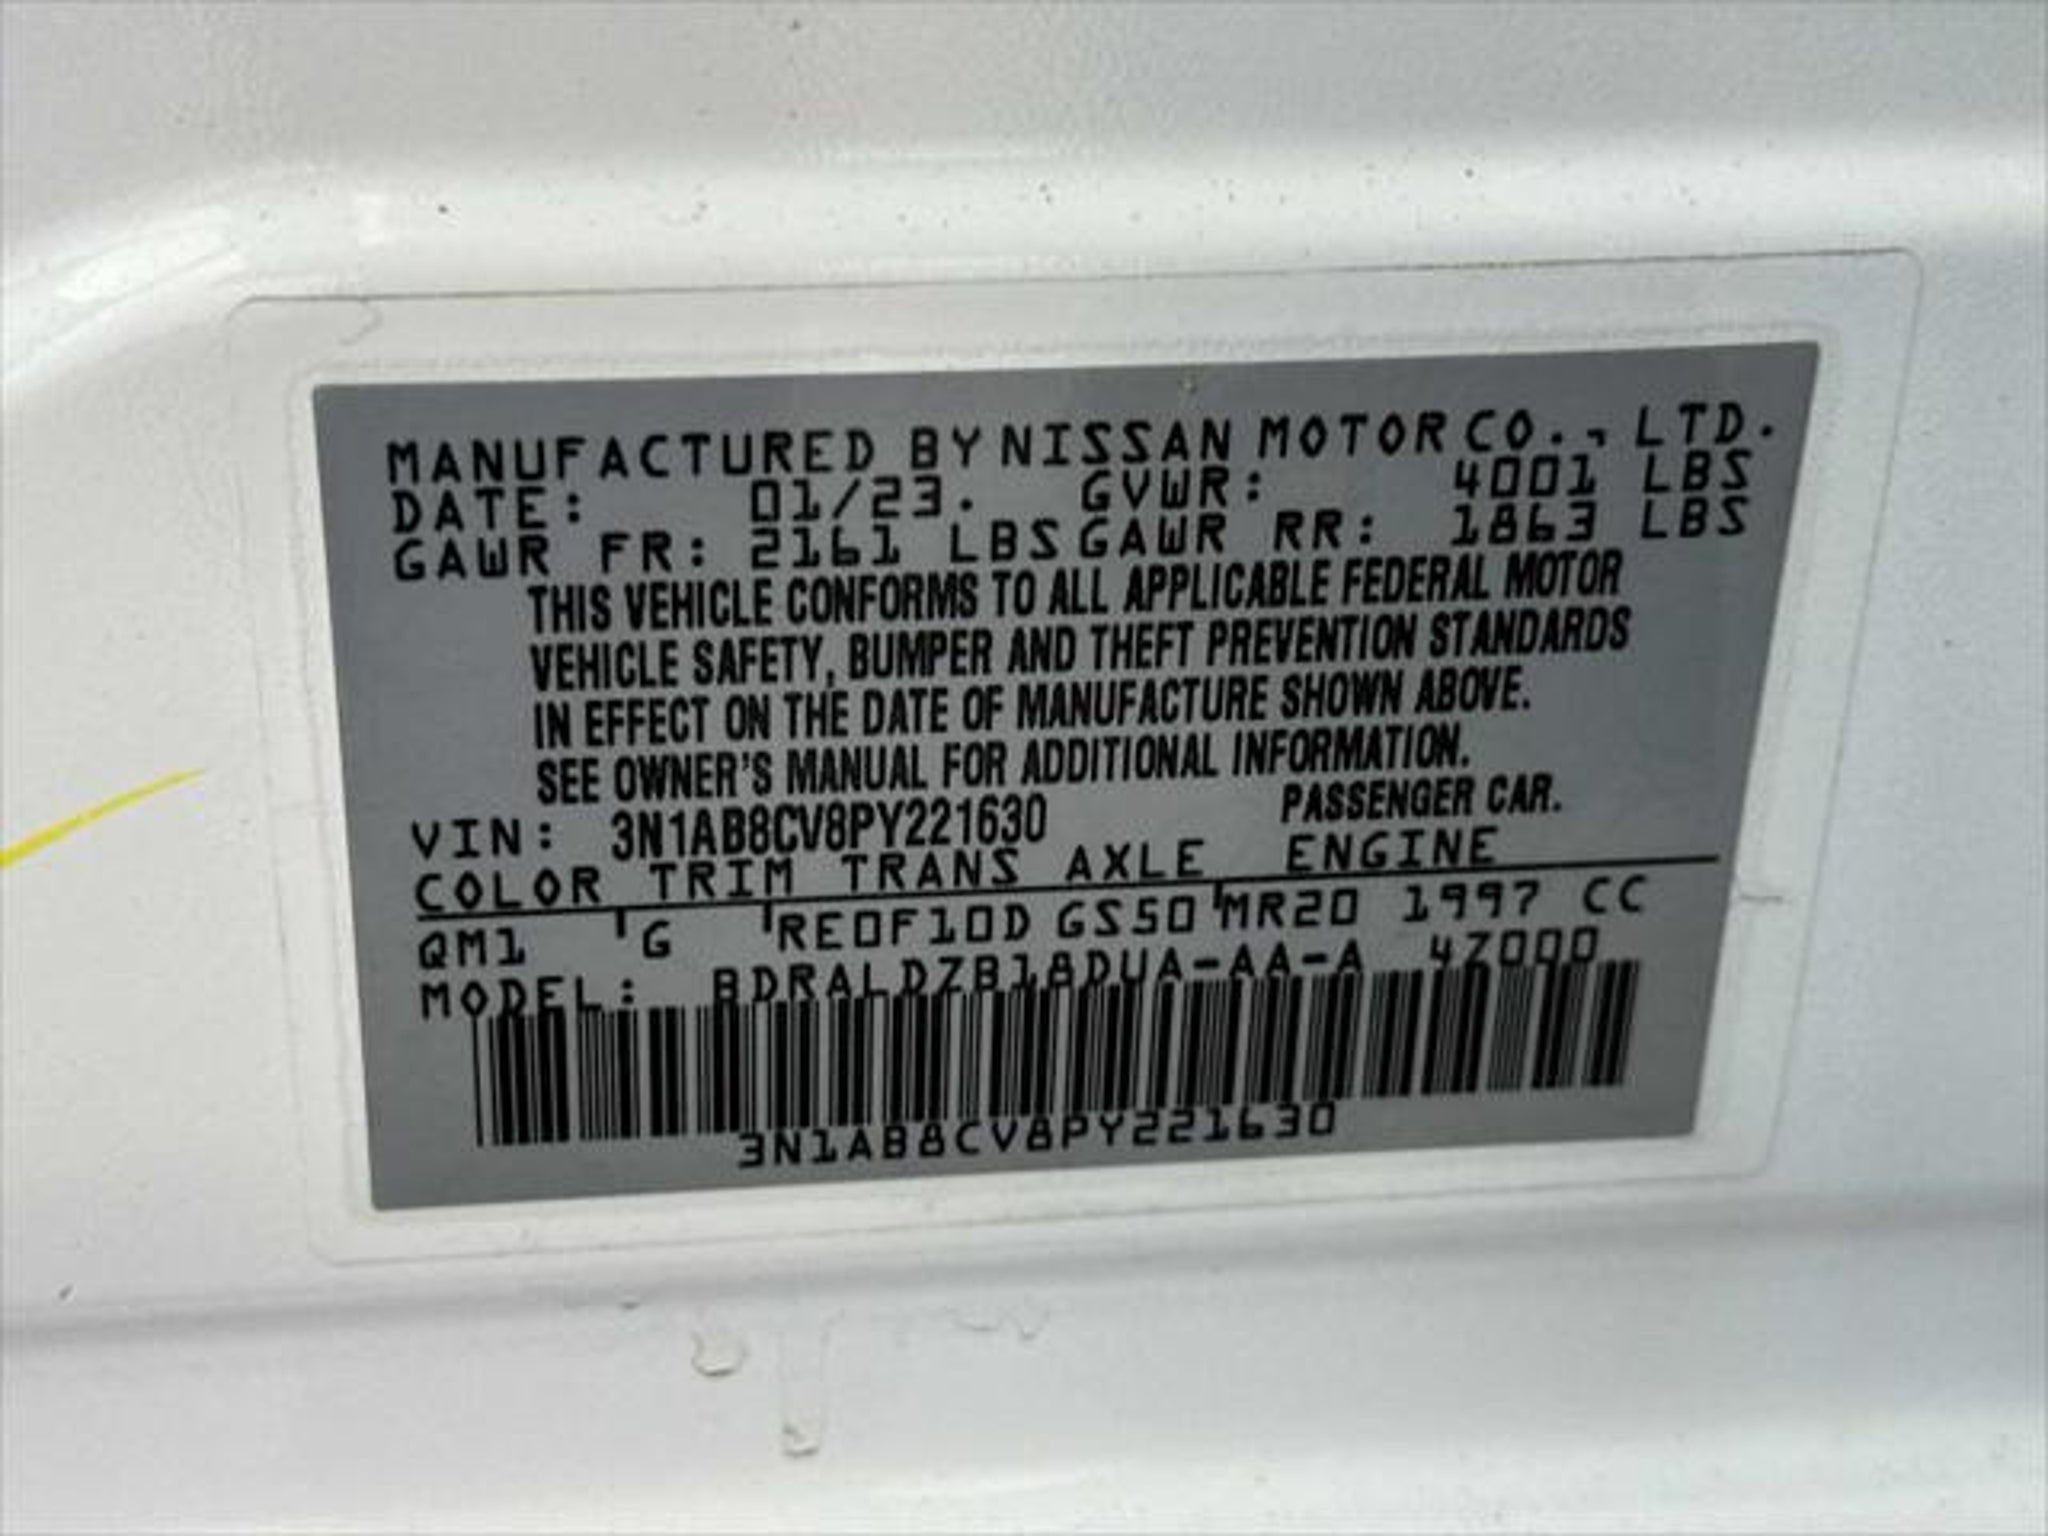 MANUFACTURED BY NISSAN MOTOR CO., LTD.
DATE: 01/23. GVWR: 4001 LBS
GAWR FR: 2161 LBS GAWR RR: 1863 LBS
THIS VEHICLE CONFORMS TO ALL APPLICABLE FEDERAL MOTOR
VEHICLE SAFETY, BUMPER AND THEFT PREVENTION STANDARDS
IN EFFECT ON THE DATE OF MANUFACTURE SHOWN ABOVE.
SEE OWNER'S MANUAL FOR ADDITIONAL INFORMATION.
VIN: 3N1AB8CV8PY221630 PASSENGER CAR.
COLOR TRIM TRANS AXLE ENGINE
QM1 G RE0F10D GS50 MR20 1997 CC
MODEL: BDRALDZB18DUA-AA-A 4Z000
3N1AB8CV8PY221630